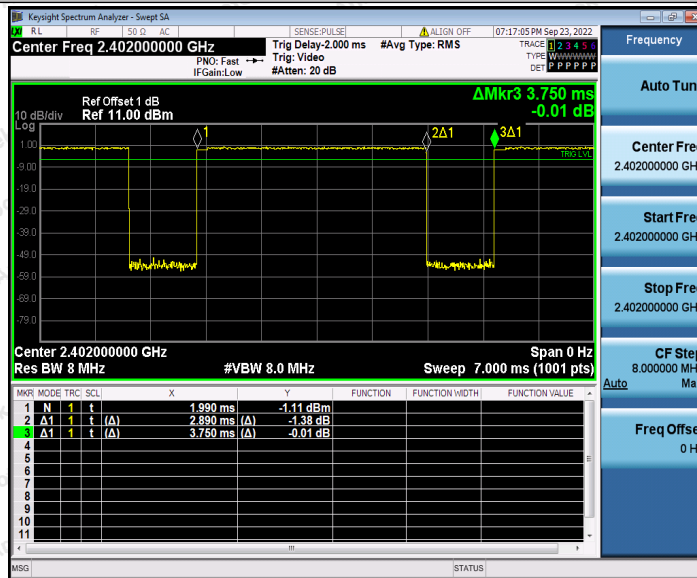 Keysight Spectrum Analyzer - Swept SA
RL RF 50 Ω AC SENSE:PULSE ALIGN OFF 07:17:05 PM Sep 23, 2022
Center Freq 2.402000000 GHz
PNO: Fast
IFGain:Low
Trig Delay-2.000 ms
Trig: Video
#Atten: 20 dB
#Avg Type: RMS
TRACE 1 2 3 4 5 6
TYPE WWWWWW
DET P P P P P P
Frequency
ΔMkr3 3.750 ms
-0.01 dB
Ref Offset 1 dB
10 dB/div Ref 11.00 dBm
Log
1
2Δ1
3Δ1
TRIG LVL
1.00
-9.00
-19.0
-29.0
-39.0
-49.0
-59.0
-69.0
-79.0
Center 2.402000000 GHz Span 0 Hz
Res BW 8 MHz #VBW 8.0 MHz Sweep 7.000 ms (1001 pts)
MKR MODE TRC SCL X Y FUNCTION FUNCTION WIDTH FUNCTION VALUE
1 N 1 t 1.990 ms -1.11 dBm
2 Δ1 1 t (Δ) 2.890 ms (Δ) -1.38 dB
3 Δ1 1 t (Δ) 3.750 ms (Δ) -0.01 dB
4
5
6
7
8
9
10
11
MSG STATUS
Auto Tun
Center Fre
2.402000000 GH
Start Fre
2.402000000 GH
Stop Fre
2.402000000 GH
CF Ste
8.000000 MH
Auto Ma
Freq Offse
0 H